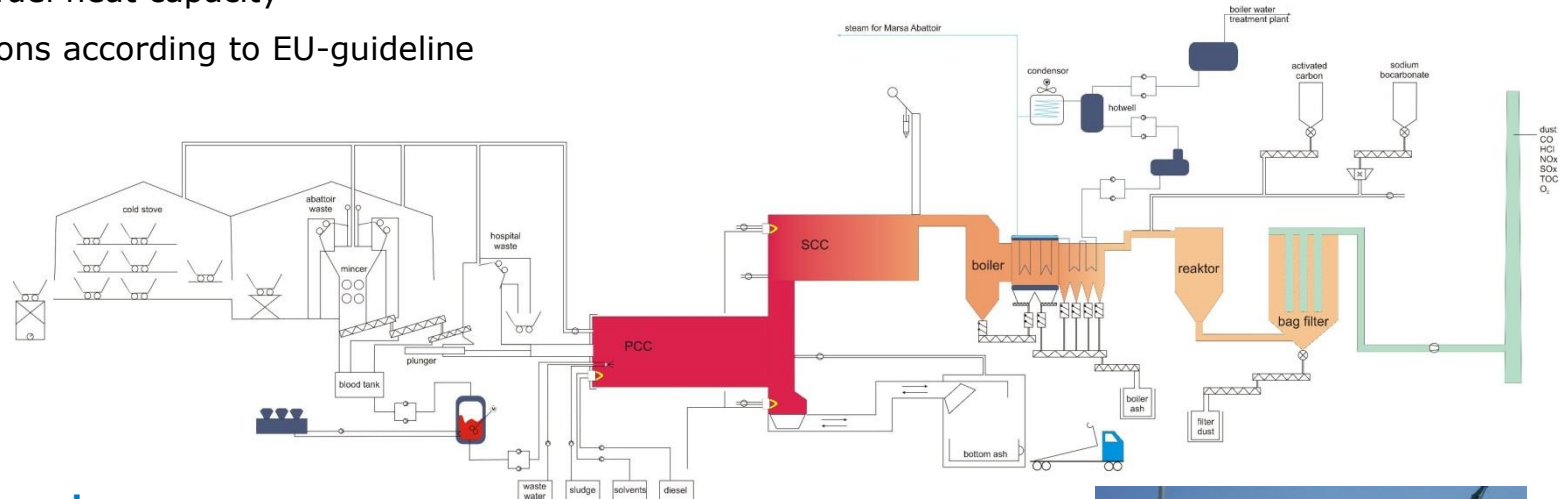 ons according to EU-guideline
boiler water
treatment plant
steam for Marsa Abattoir
condensor
hotwell
activated
carbon
sodium
bocarbonate
dust
CO
HCl
NOx
SOx
TOC
O₂
cold stove
abattoir
waste
hospital
waste
mincer
SCC
boiler
reaktor
bag filter
PCC
plunger
blood tank
M
boiler
ash
filter
dust
bottom ash
waste
water
sludge
solvents
diesel